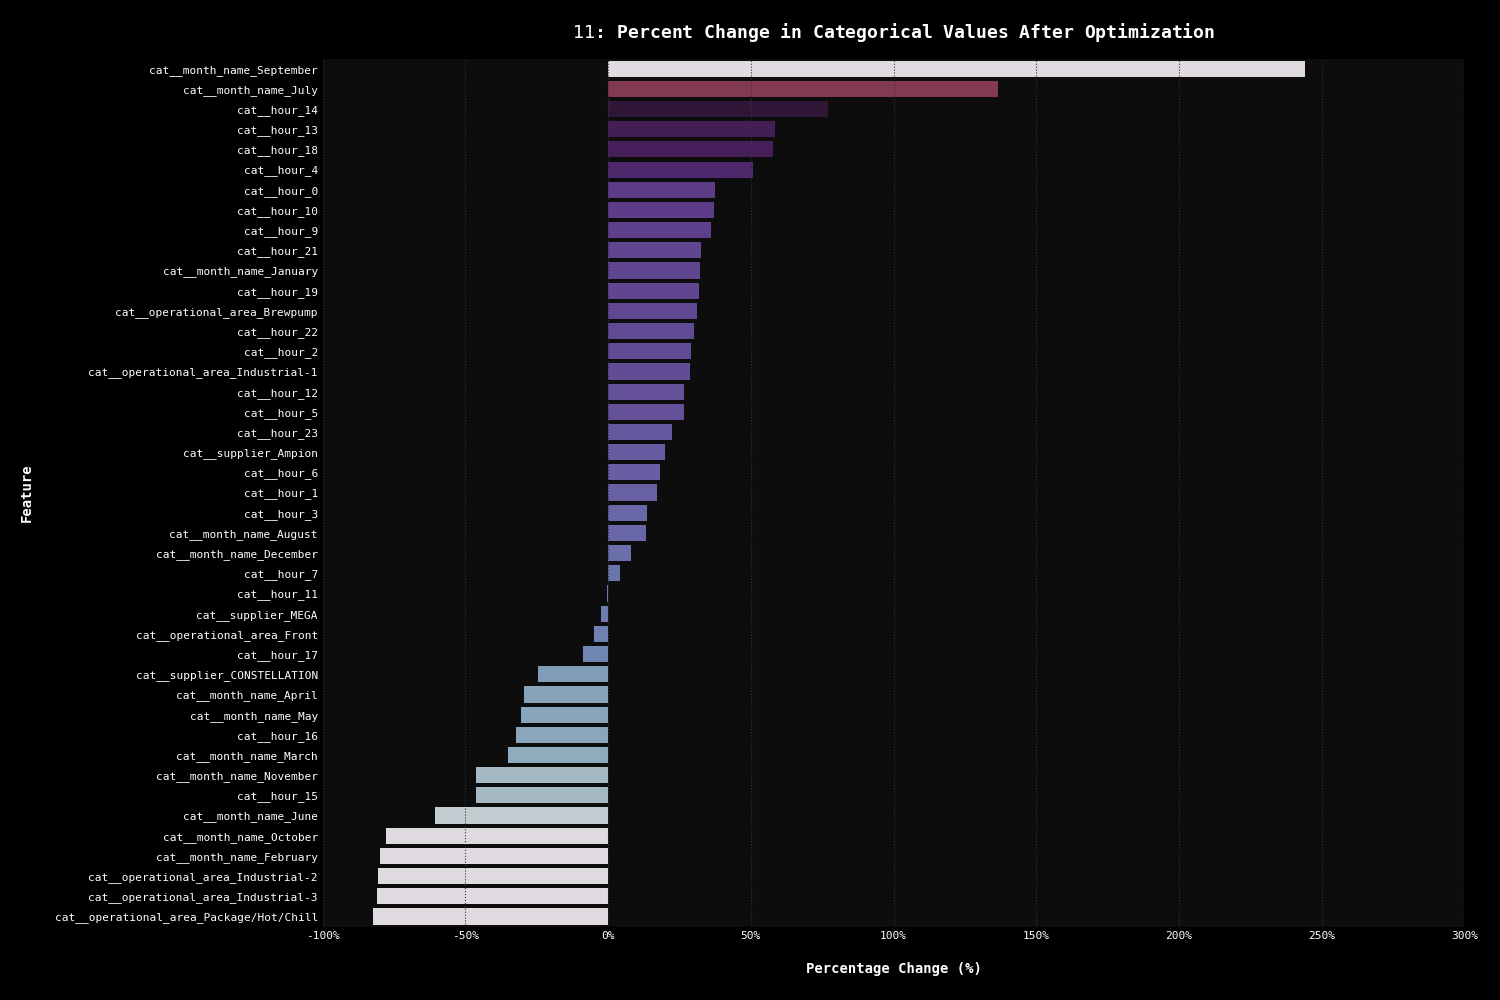 11: Percent Change in Categorical Values After Optimization
cat__month_name_September
cat__month_name_July
cat__hour_14
cat__hour_13
cat__hour_18
cat__hour_4
cat__hour_0
cat__hour_10
cat__hour_9
cat__hour_21
cat__month_name_January
cat__hour_19
cat__operational_area_Brewpump
cat__hour_22
cat__hour_2
cat__operational_area_Industrial-1
cat__hour_12
cat__hour_5
cat__hour_23
cat__supplier_Ampion
cat__hour_6
cat__hour_1
cat__hour_3
cat__month_name_August
cat__month_name_December
cat__hour_7
cat__hour_11
cat__supplier_MEGA
cat__operational_area_Front
cat__hour_17
cat__supplier_CONSTELLATION
cat__month_name_April
cat__month_name_May
cat__hour_16
cat__month_name_March
cat__month_name_November
cat__hour_15
cat__month_name_June
cat__month_name_October
cat__month_name_February
cat__operational_area_Industrial-2
cat__operational_area_Industrial-3
cat__operational_area_Package/Hot/Chill
Feature
-100% -50% 0% 50% 100% 150% 200% 250% 300%
Percentage Change (%)